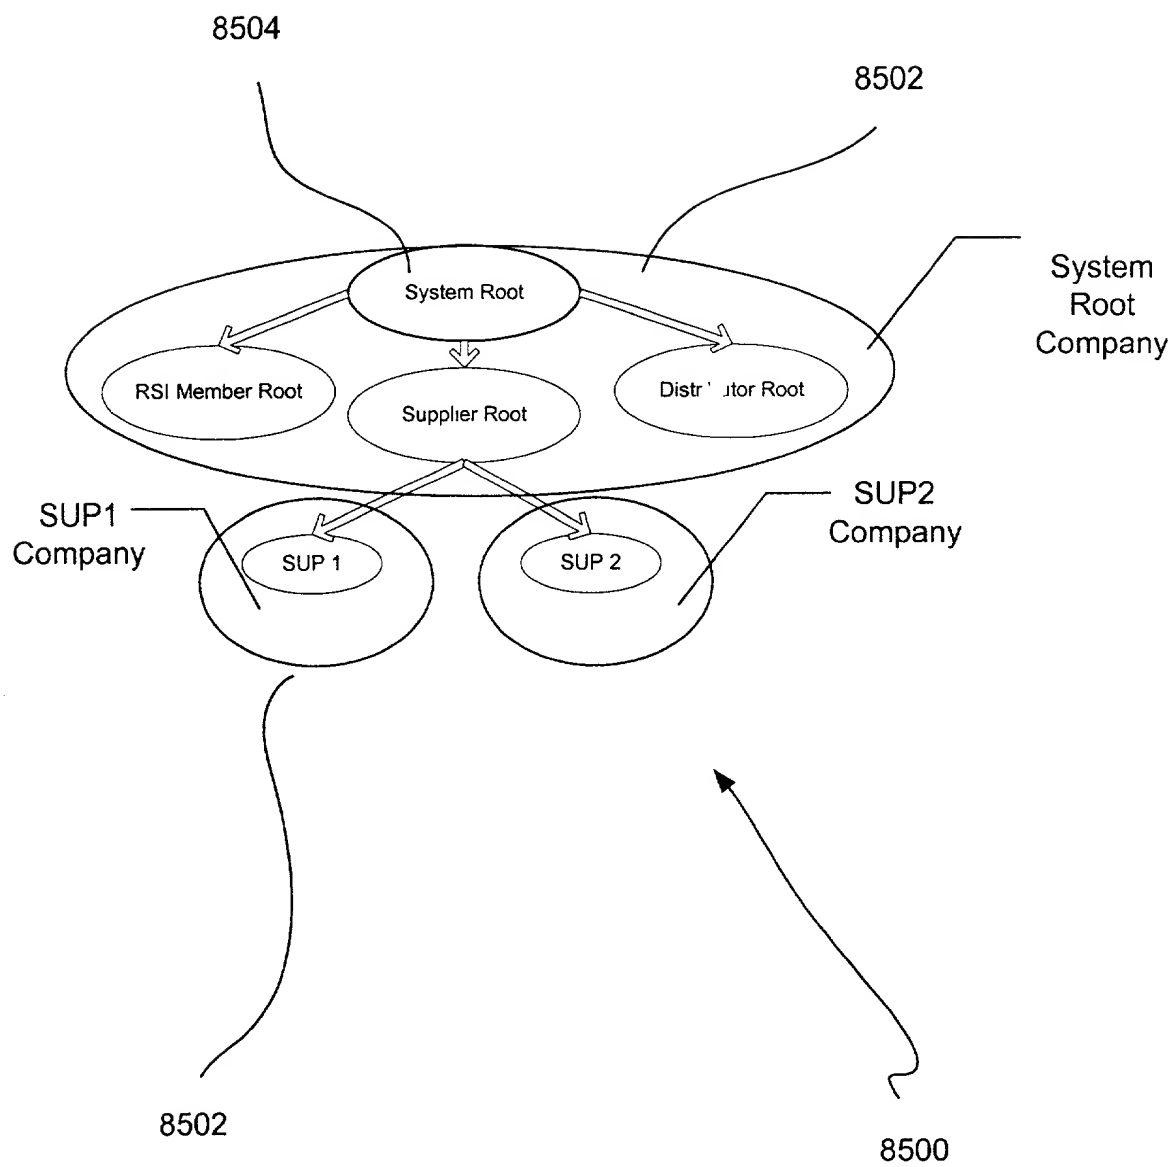 8504
8502
System Root
System
Root
Company
RSI Member Root
Supplier Root
Root
SUP1
Company
SUP2
Company
SUP 1
SUP 2
8502
8500